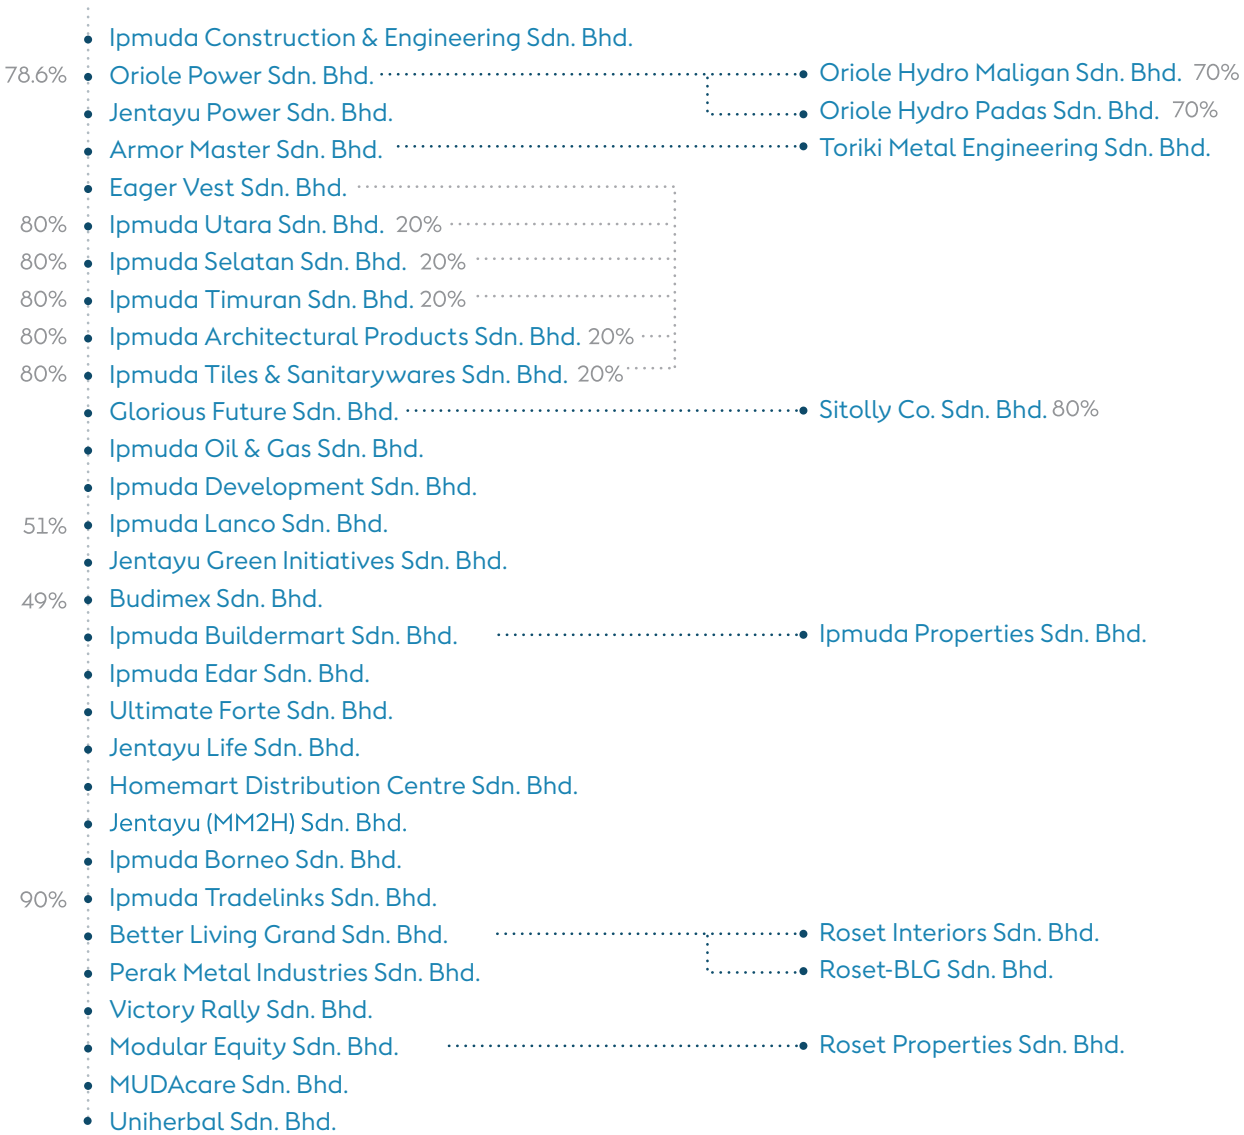 Ipmuda Construction & Engineering Sdn. Bhd.
78.6% Oriole Power Sdn. Bhd. Oriole Hydro Maligan Sdn. Bhd. 70%
Jentayu Power Sdn. Bhd. Oriole Hydro Padas Sdn. Bhd. 70%
Armor Master Sdn. Bhd. Toriki Metal Engineering Sdn. Bhd.
Eager Vest Sdn. Bhd.
80% Ipmuda Utara Sdn. Bhd. 20%
80% Ipmuda Selatan Sdn. Bhd. 20%
80% Ipmuda Timuran Sdn. Bhd. 20%
80% Ipmuda Architectural Products Sdn. Bhd. 20%
80% Ipmuda Tiles & Sanitarywares Sdn. Bhd. 20%
Glorious Future Sdn. Bhd. Sitolly Co. Sdn. Bhd. 80%
Ipmuda Oil & Gas Sdn. Bhd.
Ipmuda Development Sdn. Bhd.
51% Ipmuda Lanco Sdn. Bhd.
Jentayu Green Initiatives Sdn. Bhd.
49% Budimex Sdn. Bhd.
Ipmuda Buildermart Sdn. Bhd. Ipmuda Properties Sdn. Bhd.
Ipmuda Edar Sdn. Bhd.
Ultimate Forte Sdn. Bhd.
Jentayu Life Sdn. Bhd.
Homemart Distribution Centre Sdn. Bhd.
Jentayu (MM2H) Sdn. Bhd.
Ipmuda Borneo Sdn. Bhd.
90% Ipmuda Tradelinks Sdn. Bhd.
Better Living Grand Sdn. Bhd. Roset Interiors Sdn. Bhd.
Perak Metal Industries Sdn. Bhd. Roset-BLG Sdn. Bhd.
Victory Rally Sdn. Bhd.
Modular Equity Sdn. Bhd. Roset Properties Sdn. Bhd.
MUDAcare Sdn. Bhd.
Uniherbal Sdn. Bhd.